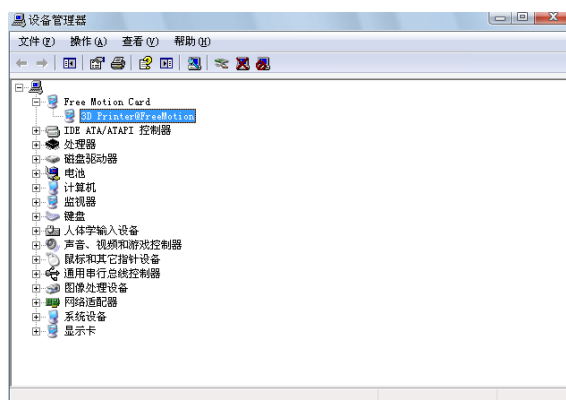 设备管理器
文件(F) 操作(A) 查看(V) 帮助(H)
Free Motion Card
3D Printer@FreeMotion
IDE ATA/ATAPI 控制器
处理器
磁盘驱动器
电池
计算机
监视器
键盘
人体学输入设备
声音、视频和游戏控制器
鼠标和其它指针设备
通用串行总线控制器
图像处理设备
网络适配器
系统设备
显示卡